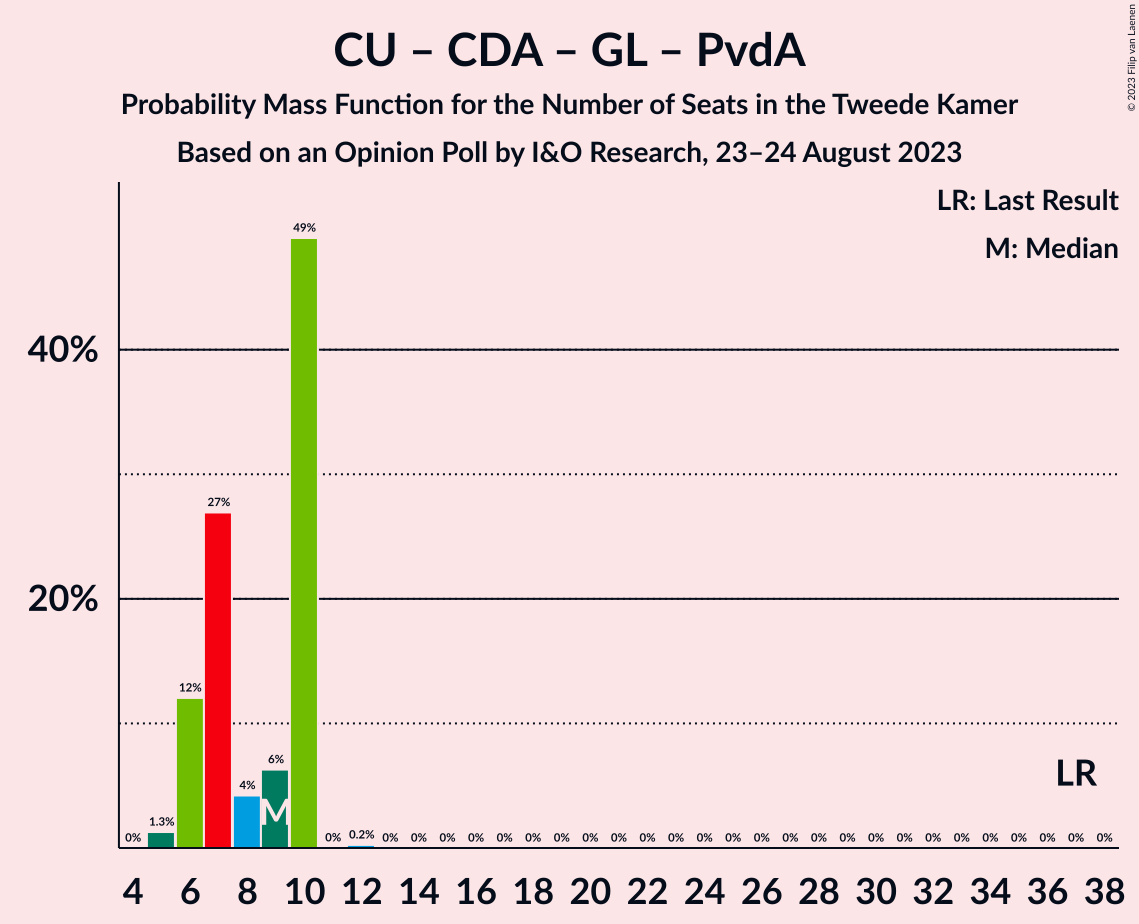 CU – CDA – GL – PvdA
Probability Mass Function for the Number of Seats in the Tweede Kamer
Based on an Opinion Poll by I&O Research, 23–24 August 2023
© 2023 Filip van Laenen
LR: Last Result
M: Median
49%
40%
27%
20%
12%
6%
LR
4%
M
1.3%
0.2%
0% 0% 0% 0% 0% 0% 0% 0% 0% 0% 0% 0% 0% 0% 0% 0% 0% 0% 0% 0% 0% 0% 0% 0% 0% 0% 0% 0%
4 6 8 10 12 14 16 18 20 22 24 26 28 30 32 34 36 38